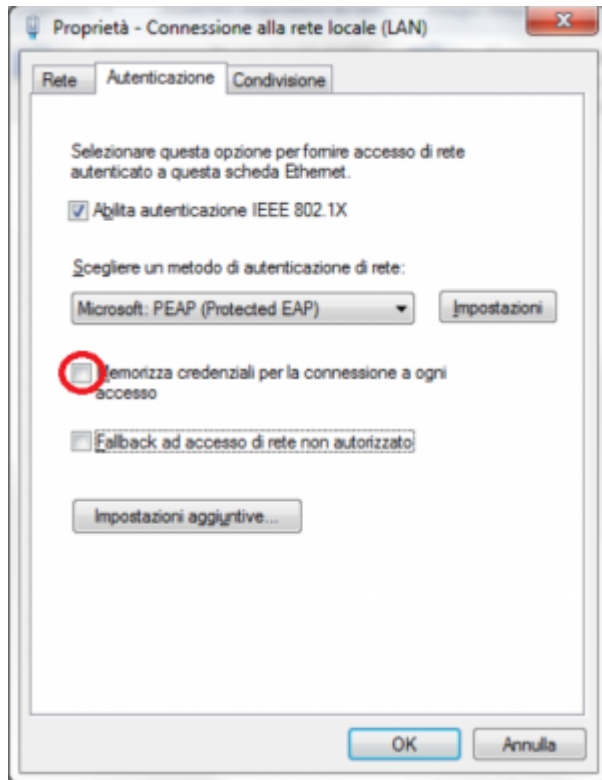 Proprietà - Connessione alla rete locale (LAN)
Rete Autenticazione Condivisione
Selezionare questa opzione per fornire accesso di rete
autenticato a questa scheda Ethernet.
Abilita autenticazione IEEE 802.1X
Scegliere un metodo di autenticazione di rete:
Microsoft: PEAP (Protected EAP) Impostazioni
Memorizza credenziali per la connessione a ogni
accesso
Fallback ad accesso di rete non autorizzato
Impostazioni aggiuntive...
OK Annulla